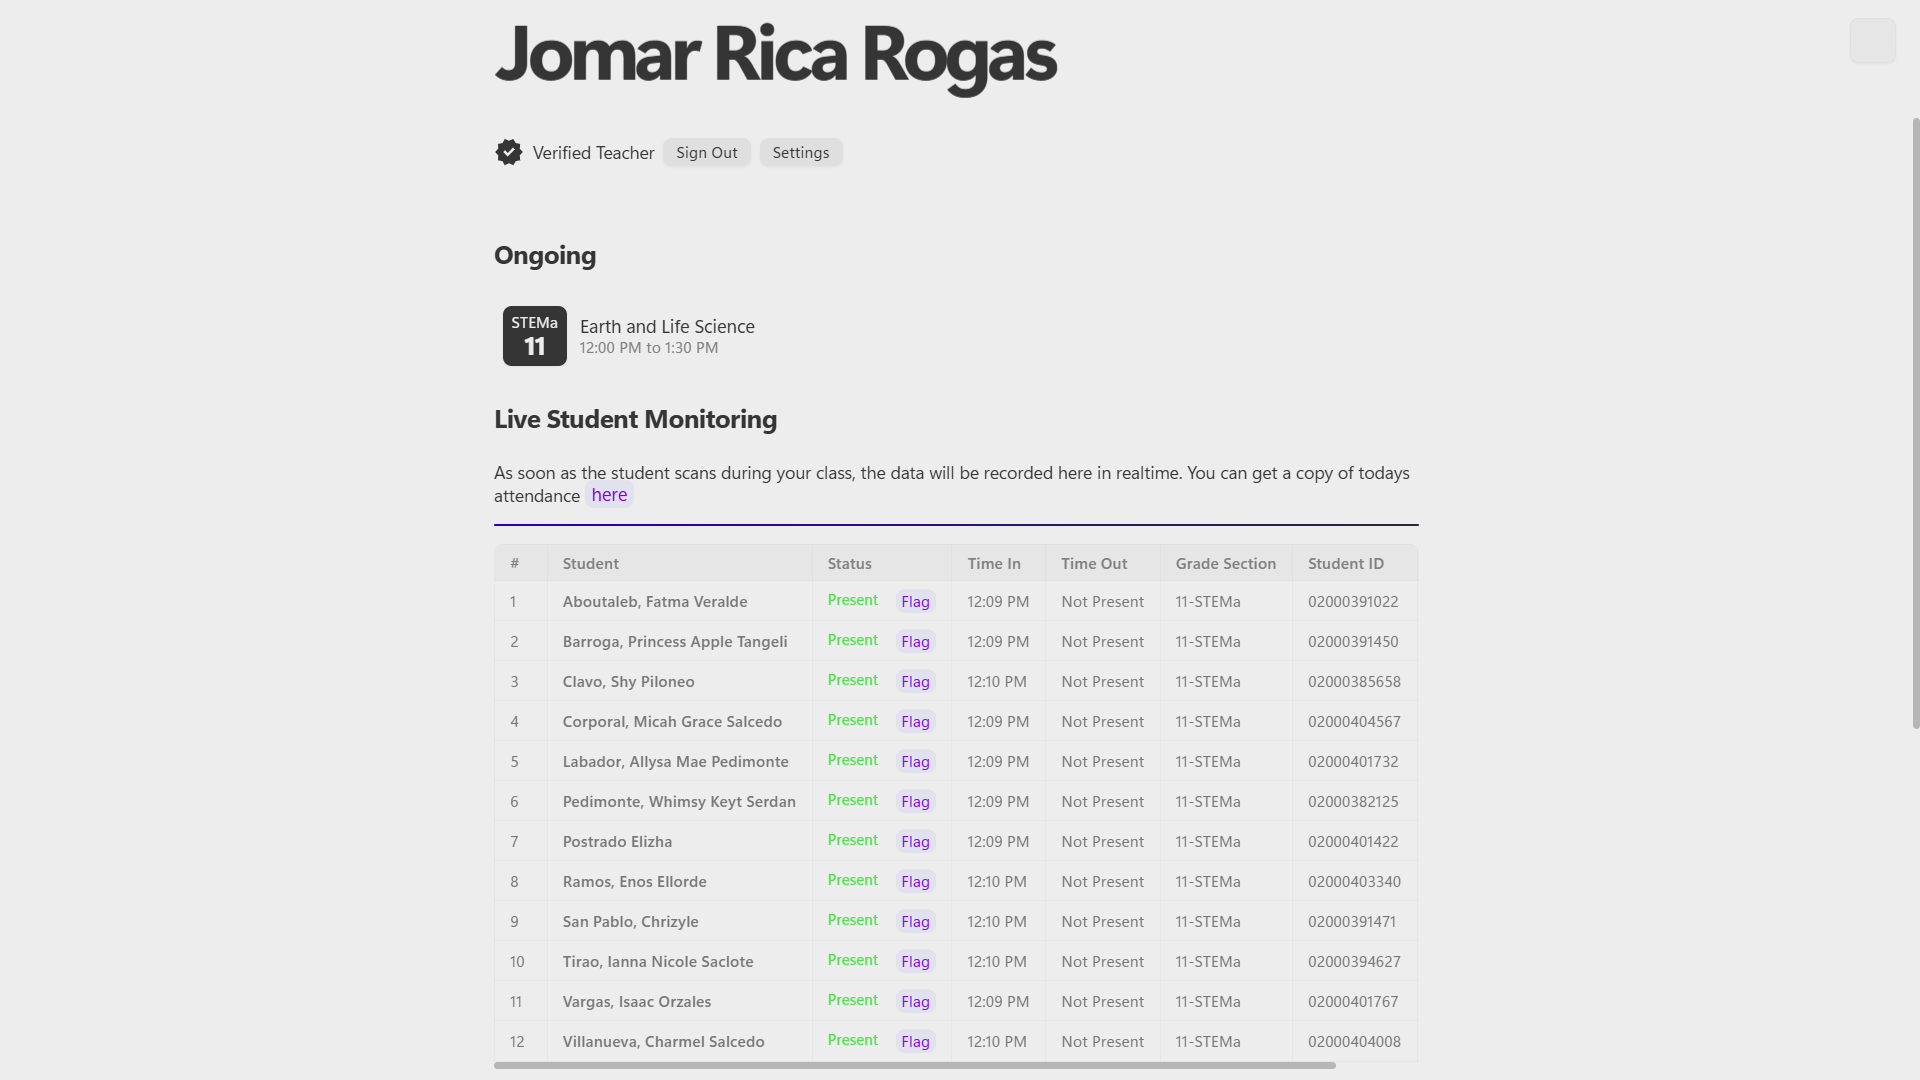 Jomar Rica Rogas
Verified Teacher Sign Out Settings
Ongoing
STEMa
11
Earth and Life Science
12:00 PM to 1:30 PM
Live Student Monitoring
As soon as the student scans during your class, the data will be recorded here in realtime. You can get a copy of todays
attendance here
# Student Status Time In Time Out Grade Section Student ID
1 Aboutaleb, Fatma Veralde Present Flag 12:09 PM Not Present 11-STEMa 02000391022
2 Barroga, Princess Apple Tangeli Present Flag 12:09 PM Not Present 11-STEMa 02000391450
3 Clavo, Shy Piloneo Present Flag 12:10 PM Not Present 11-STEMa 02000385658
4 Corporal, Micah Grace Salcedo Present Flag 12:09 PM Not Present 11-STEMa 02000404567
5 Labador, Allysa Mae Pedimonte Present Flag 12:09 PM Not Present 11-STEMa 02000401732
6 Pedimonte, Whimsy Keyt Serdan Present Flag 12:09 PM Not Present 11-STEMa 02000382125
7 Postrado Elizha Present Flag 12:09 PM Not Present 11-STEMa 02000401422
8 Ramos, Enos Ellorde Present Flag 12:10 PM Not Present 11-STEMa 02000403340
9 San Pablo, Chrizyle Present Flag 12:10 PM Not Present 11-STEMa 02000391471
10 Tirao, Ianna Nicole Saclote Present Flag 12:10 PM Not Present 11-STEMa 02000394627
11 Vargas, Isaac Orzales Present Flag 12:09 PM Not Present 11-STEMa 02000401767
12 Villanueva, Charmel Salcedo Present Flag 12:10 PM Not Present 11-STEMa 02000404008